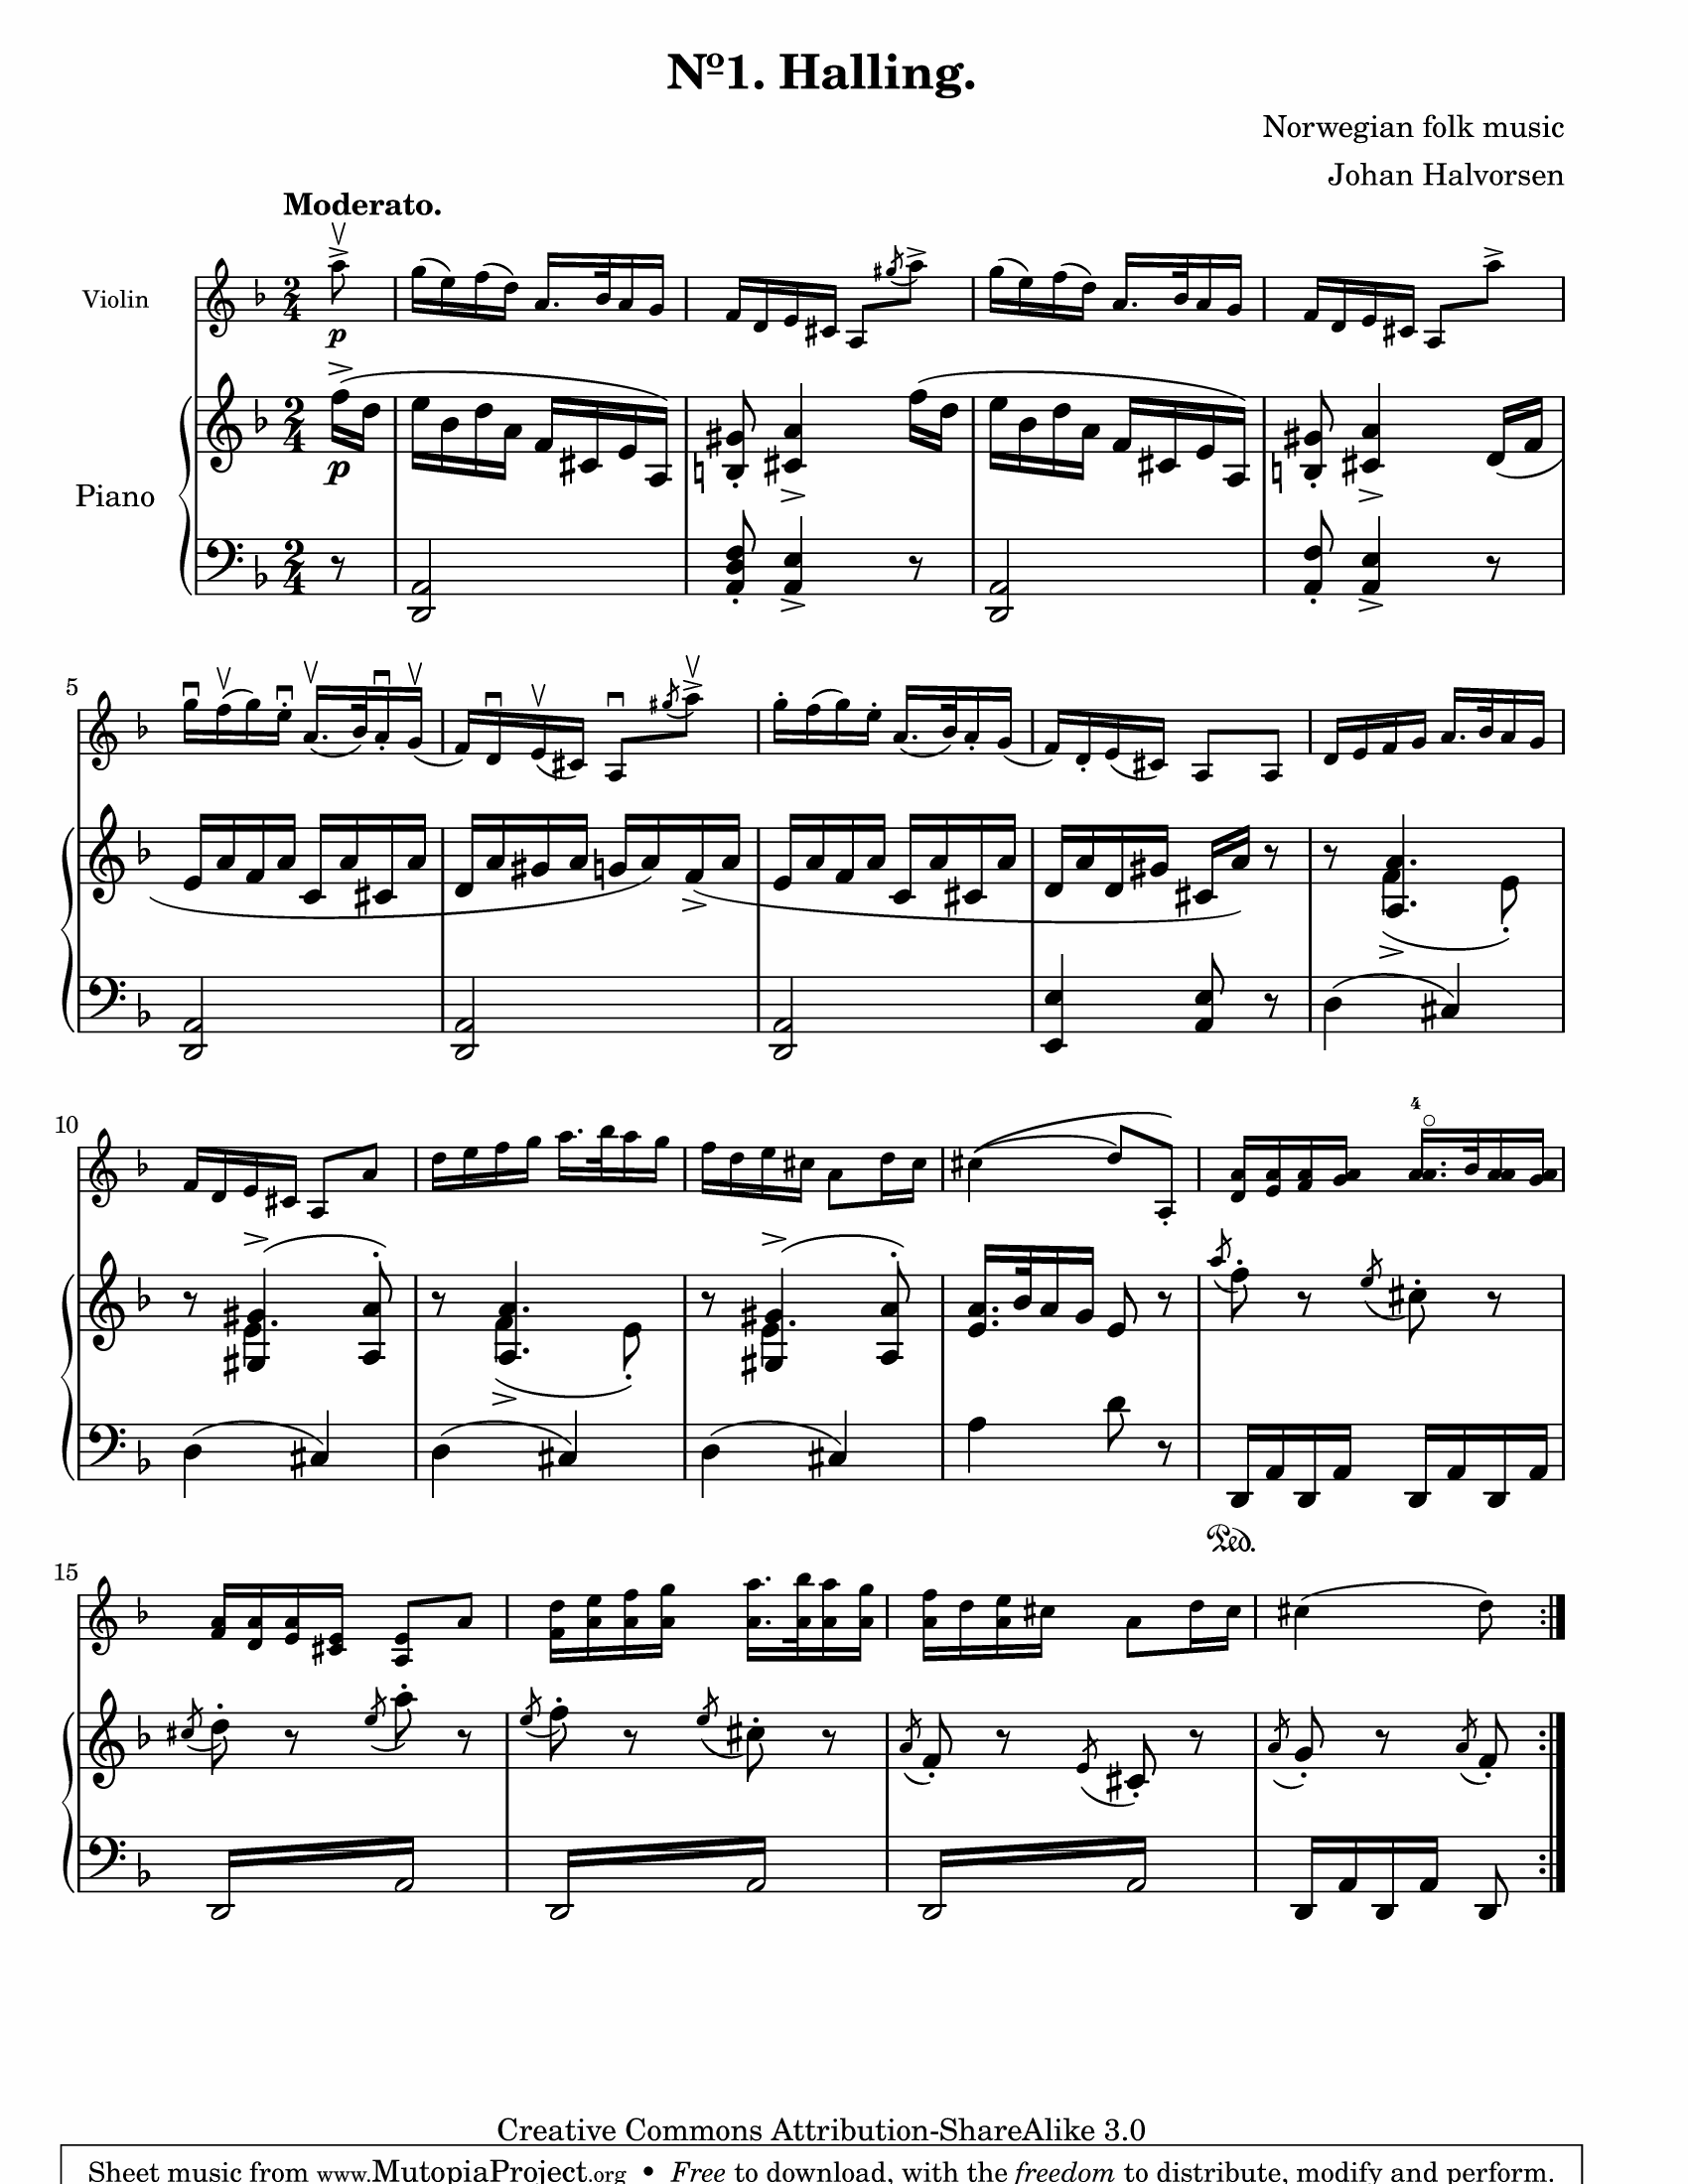 Nº1. Halling.
Norwegian folk music
Johan Halvorsen
Moderato.
Violin
p
Piano
p
5
10
4
Ped.
15
Creative Commons Attribution-ShareAlike 3.0
Sheet music from www.MutopiaProject.org • Free to download, with the freedom to distribute, modify and perform.